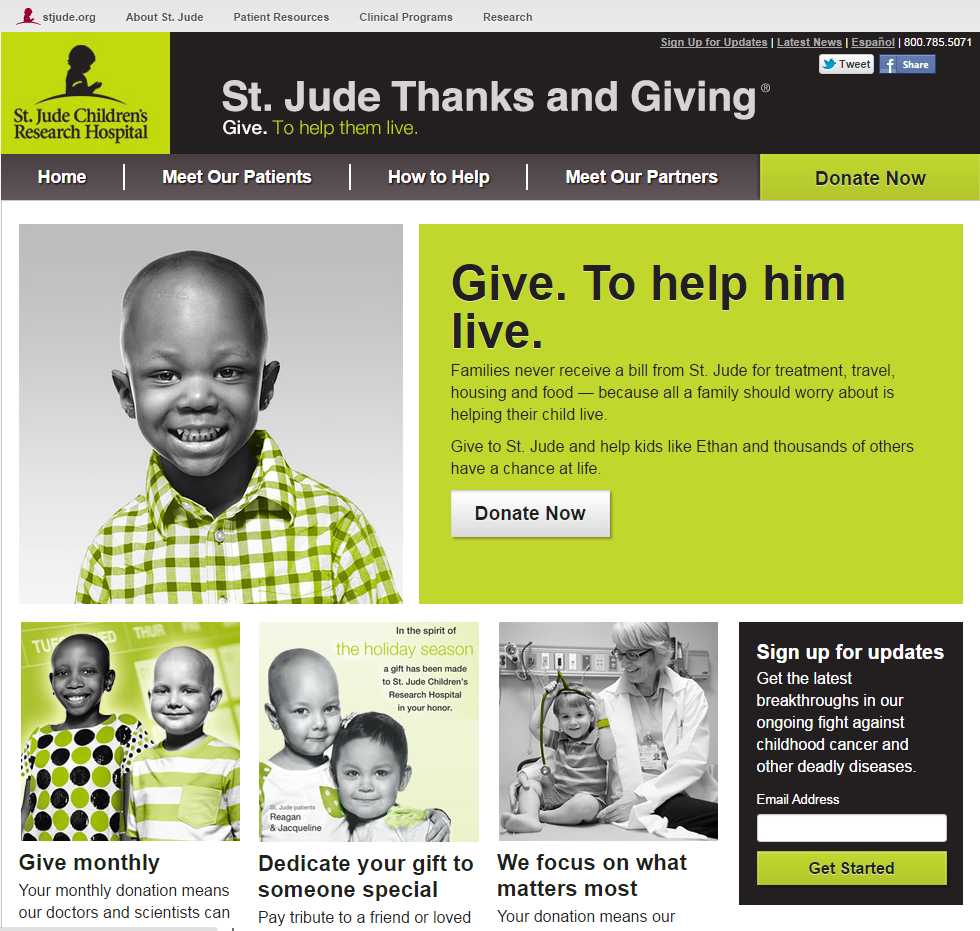 stjude.org About St. Jude Patient Resources Clinical Programs Research
Sign Up for Updates | Latest News | Español | 800.785.5071
Tweet Share
St. Jude Children's
Research Hospital
St. Jude Thanks and Giving®
Give. To help them live.
Home Meet Our Patients How to Help Meet Our Partners Donate Now
Give. To help him
live.
Families never receive a bill from St. Jude for treatment, travel,
housing and food — because all a family should worry about is
helping their child live.
Give to St. Jude and help kids like Ethan and thousands of others
have a chance at life.
Donate Now
THUR
Give monthly
Your monthly donation means
our doctors and scientists can
In the spirit of
the holiday season
a gift has been made
to St. Jude Children's
Research Hospital
in your honor.
St. Jude patients
Reagan
& Jacqueline
Dedicate your gift to
someone special
Pay tribute to a friend or loved
We focus on what
matters most
Your donation means our
Sign up for updates
Get the latest
breakthroughs in our
ongoing fight against
childhood cancer and
other deadly diseases.
Email Address
Get Started